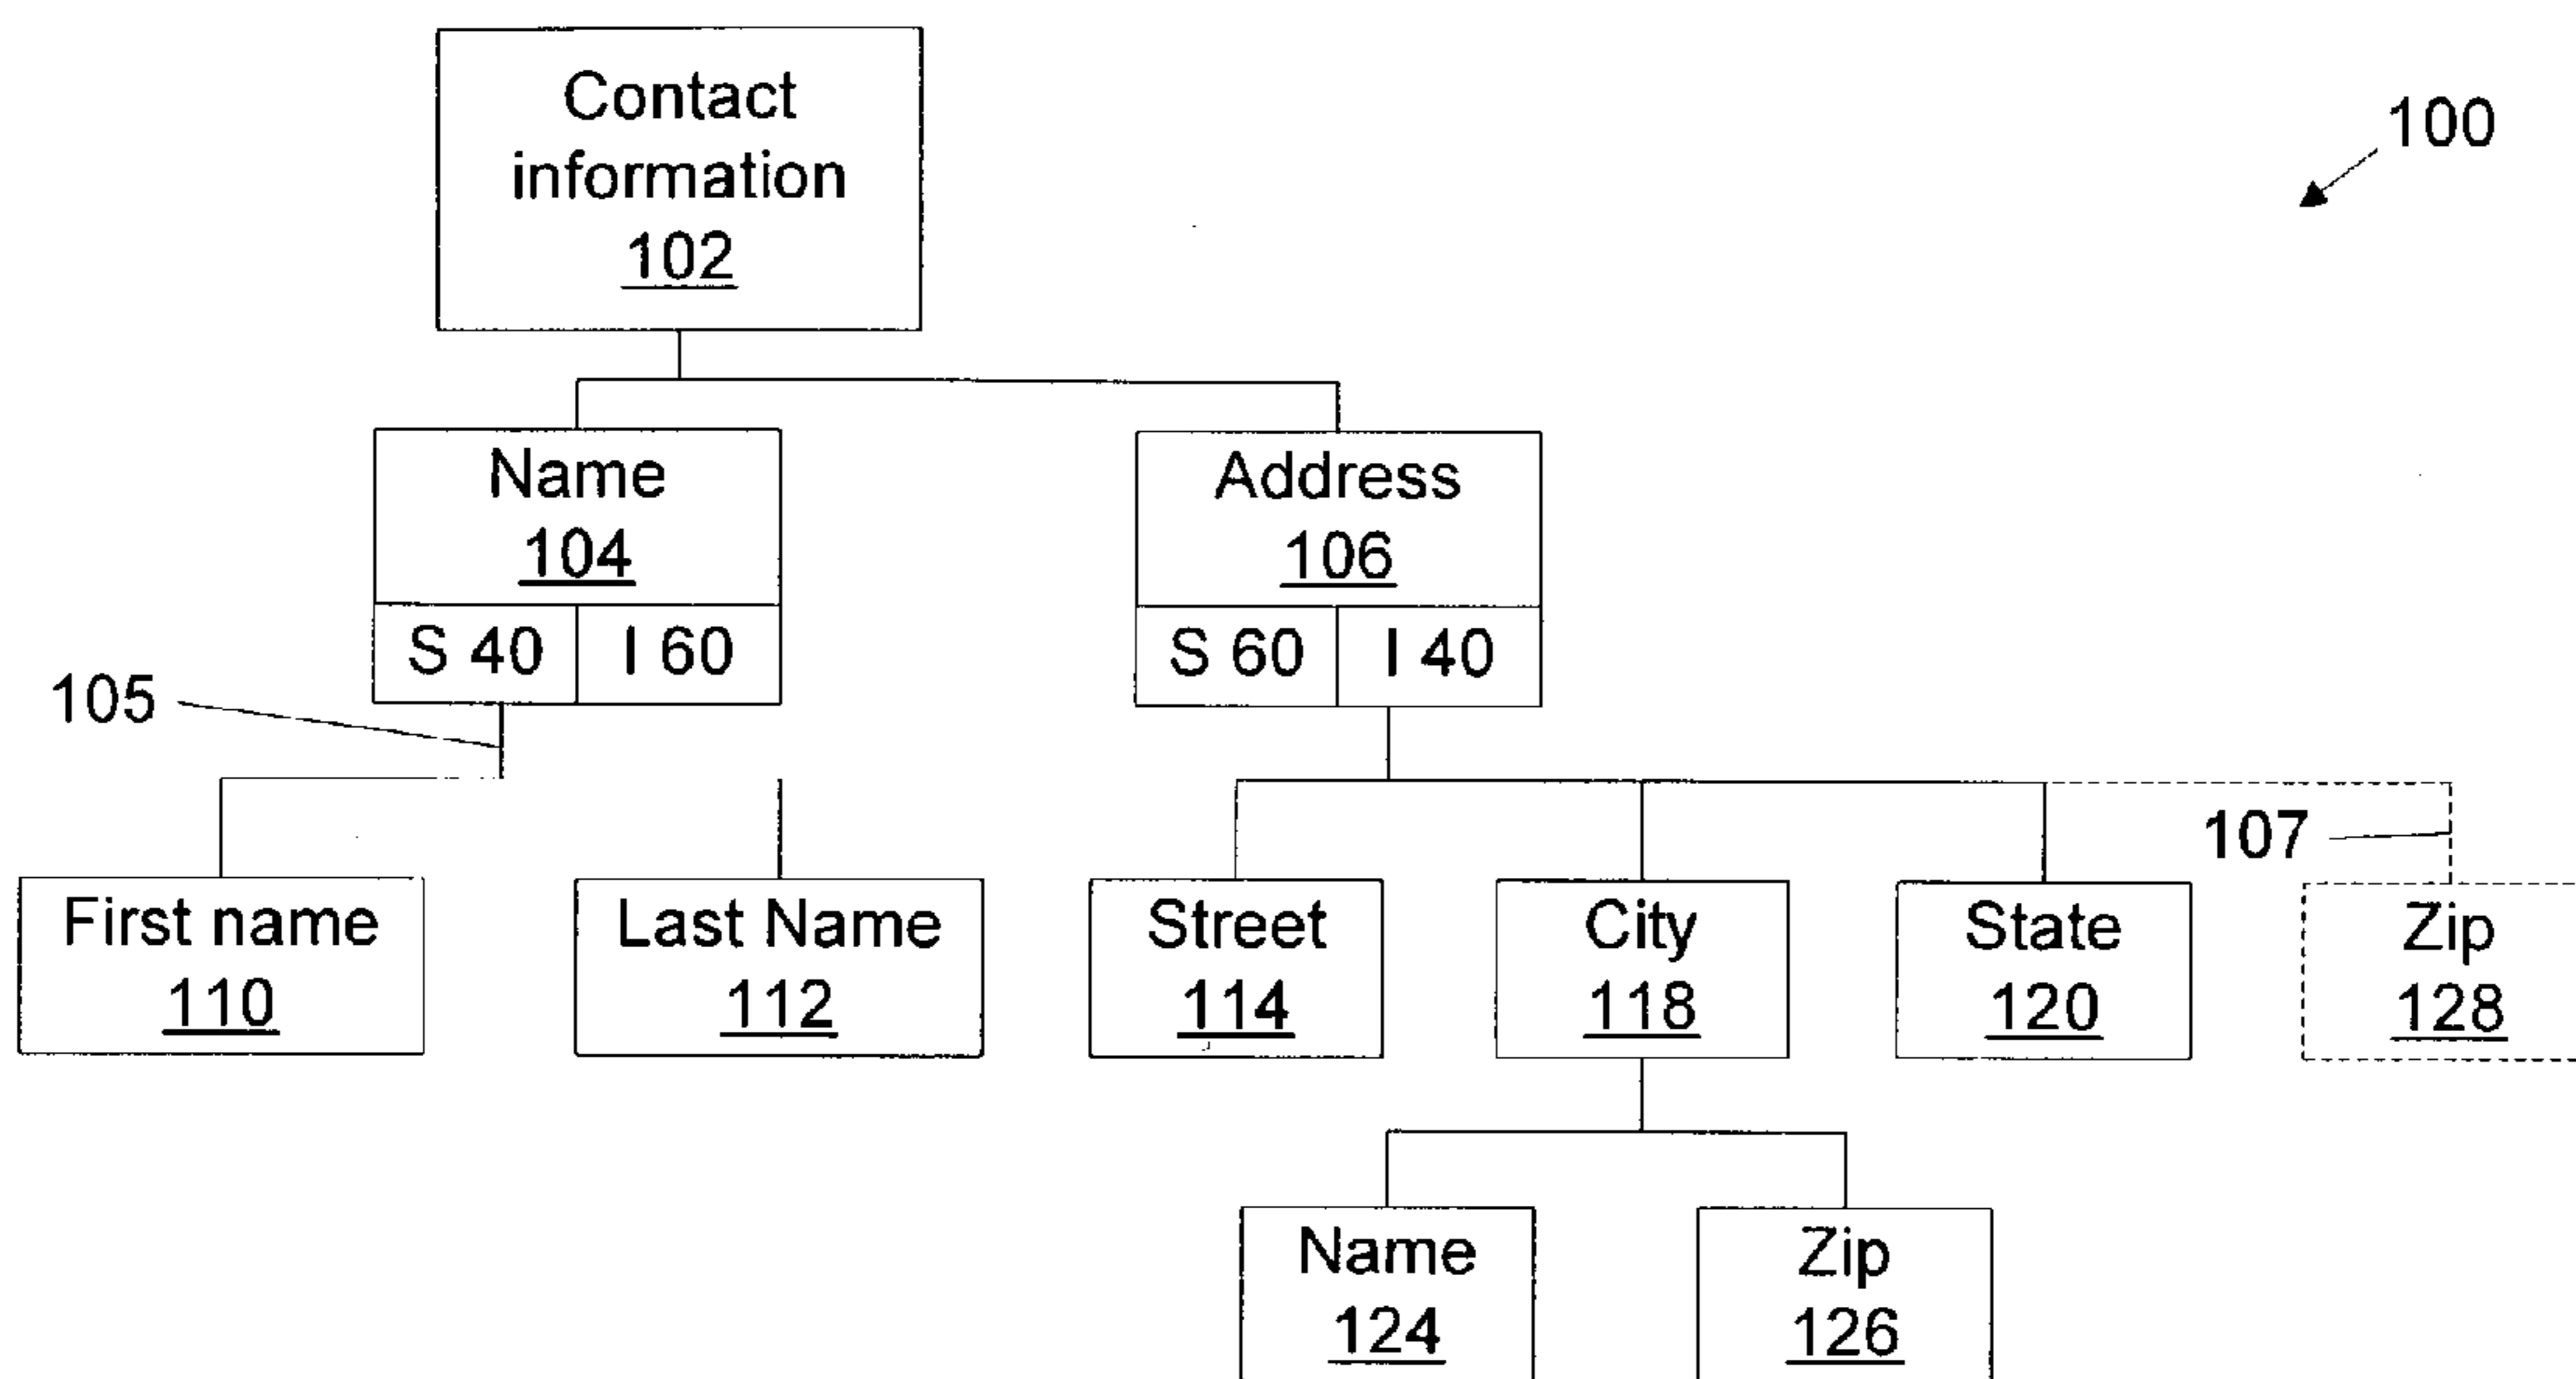 Contact
information
102
100
Name
104
S 40 I 60
Address
106
S 60 I 40
105
107
First name
110
Last Name
112
Street
114
City
118
State
120
Zip
128
Name
124
Zip
126